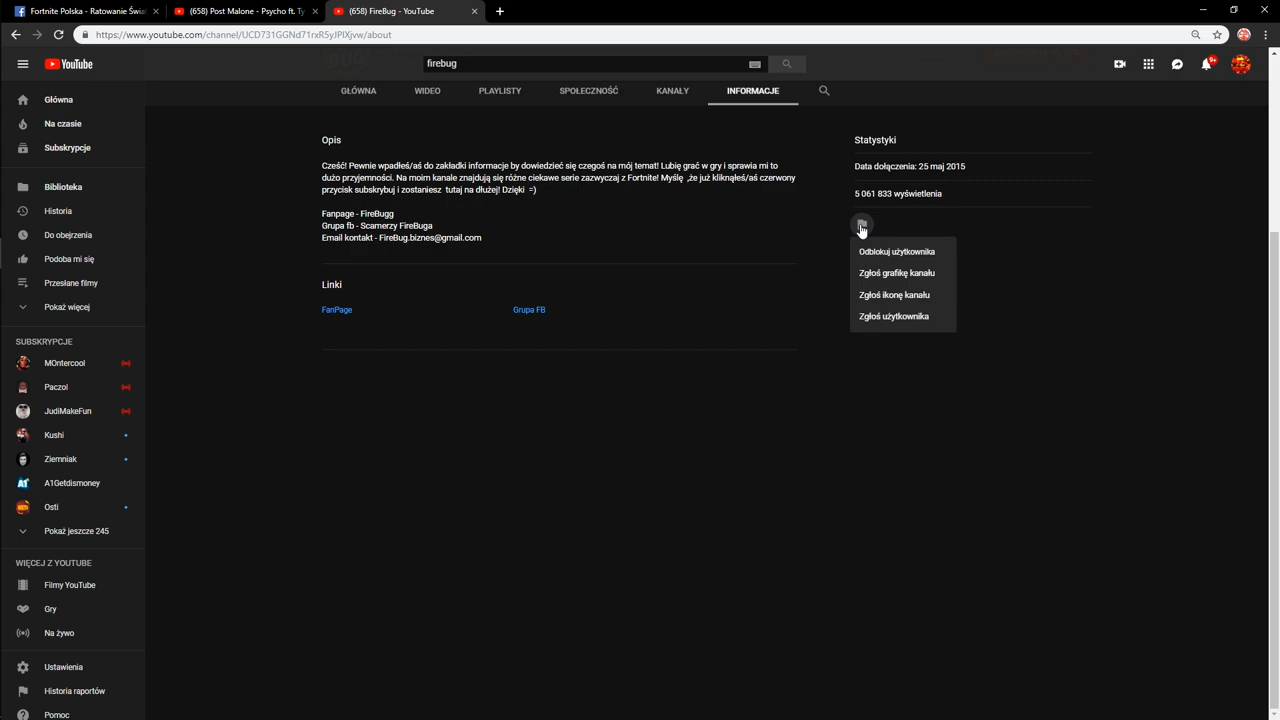 Fortnite Polska - Ratowanie Świat
(658) Post Malone - Psycho ft. Ty
(658) FireBug - YouTube
https://www.youtube.com/channel/UCD731GGNd71rxR5yJPIXjvw/about
YouTube
firebug
9+
GŁÓWNA
WIDEO
PLAYLISTY
SPOŁECZNOŚĆ
KANAŁY
INFORMACJE
Główna
Na czasie
Subskrypcje
Biblioteka
Historia
Do obejrzenia
Podoba mi się
Przesłane filmy
Pokaż więcej
SUBSKRYPCJE
MOntercool
Paczol
JudiMakeFun
Kushi
Ziemniak
A1Getdismoney
Osti
Pokaż jeszcze 245
WIĘCEJ Z YOUTUBE
Filmy YouTube
Gry
Na żywo
Ustawienia
Historia raportów
Pomoc
Opis
Cześć! Pewnie wpadłeś/aś do zakładki informacje by dowiedzieć się czegoś na mój temat! Lubię grać w gry i sprawia mi to
dużo przyjemności. Na moim kanale znajdują się różne ciekawe serie zazwyczaj z Fortnite! Myślę ,że już kliknąłeś/aś czerwony
przycisk subskrybuj i zostaniesz tutaj na dłużej! Dzięki =)
Fanpage - FireBugg
Grupa fb - Scamerzy FireBuga
Email kontakt - FireBug.biznes@gmail.com
Linki
FanPage
Grupa FB
Statystyki
Data dołączenia: 25 maj 2015
5 061 833 wyświetlenia
Odblokuj użytkownika
Zgłoś grafikę kanału
Zgłoś ikonę kanału
Zgłoś użytkownika